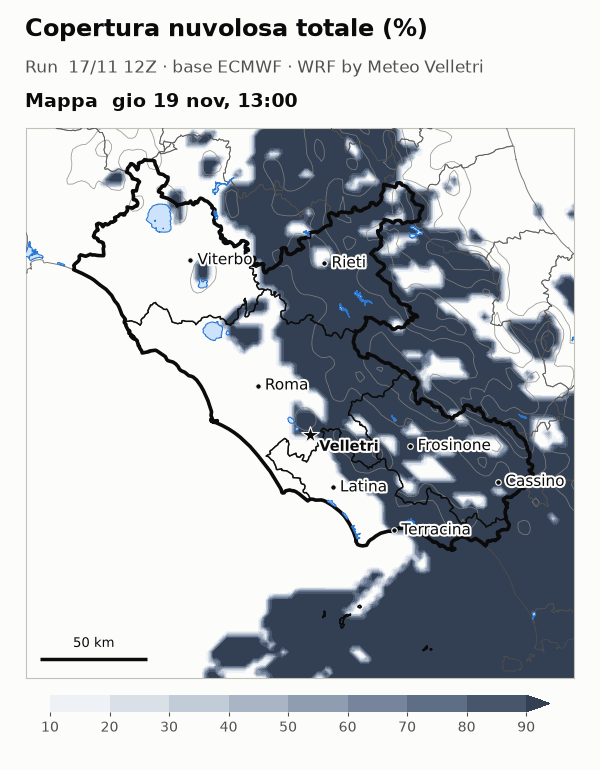 Copertura nuvolosa totale (%)
Run  17/11 12Z · base ECMWF · WRF by Meteo Velletri
Mappa  gio 19 nov, 13:00
Viterbo
Rieti
Roma
Velletri
Frosinone
Cassino
Latina
Terracina
50 km
10 20 30 40 50 60 70 80 90